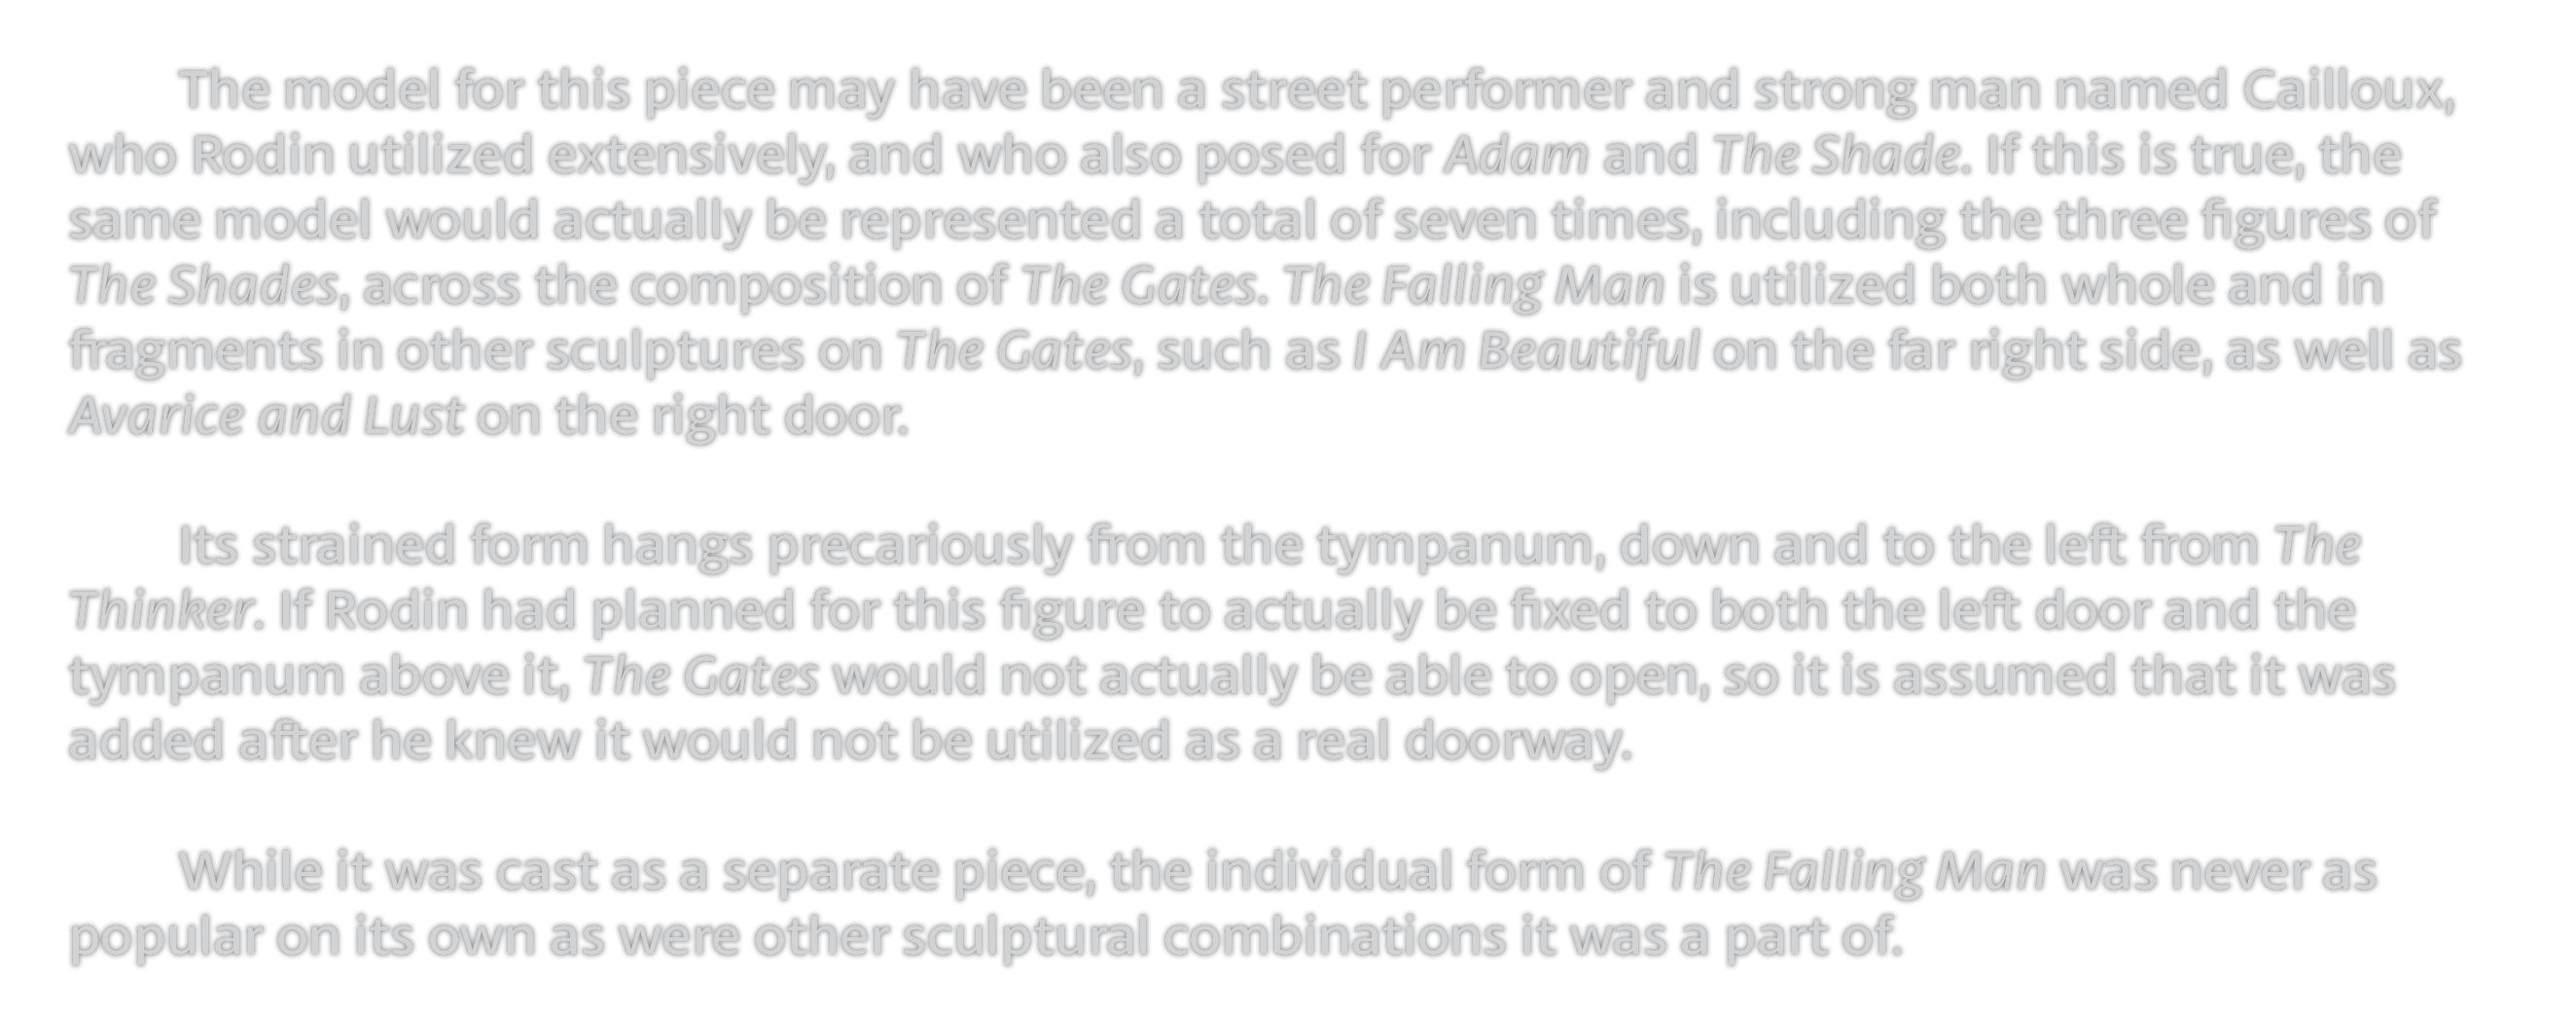 The model for this piece may have been a street performer and strong man named Cailloux,
who Rodin utilized extensively, and who also posed for Adam and The Shade. If this is true, the
same model would actually be represented a total of seven times, including the three figures of
The Shades, across the composition of The Gates. The Falling Man is utilized both whole and in
fragments in other sculptures on The Gates, such as I Am Beautiful on the far right side, as well as
Avarice and Lust on the right door.
Its strained form hangs precariously from the tympanum, down and to the left from The
Thinker. If Rodin had planned for this figure to actually be fixed to both the left door and the
tympanum above it, The Gates would not actually be able to open, so it is assumed that it was
added after he knew it would not be utilized as a real doorway.
While it was cast as a separate piece, the individual form of The Falling Man was never as
popular on its own as were other sculptural combinations it was a part of.